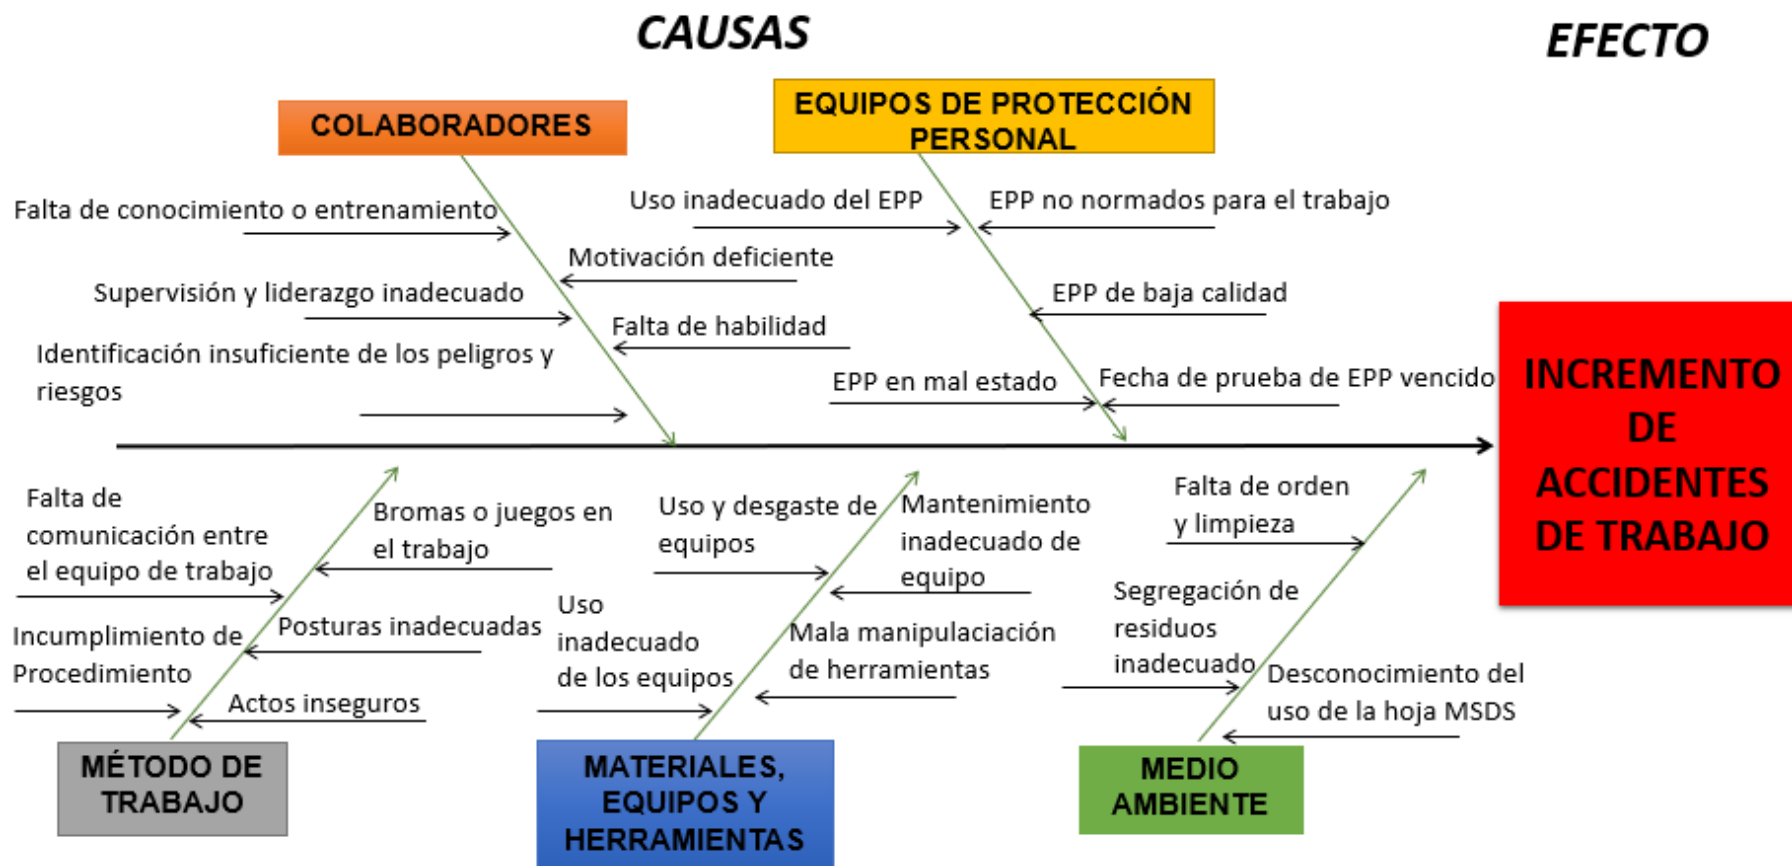 CAUSAS
EFECTO
COLABORADORES
EQUIPOS DE PROTECCIÓN
PERSONAL
Falta de conocimiento o entrenamiento
Motivación deficiente
Supervisión y liderazgo inadecuado
Falta de habilidad
Identificación insuficiente de los peligros y
riesgos
Uso inadecuado del EPP
EPP no normados para el trabajo
EPP de baja calidad
EPP en mal estado
Fecha de prueba de EPP vencido
INCREMENTO
DE
ACCIDENTES
DE TRABAJO
Falta de
comunicación entre
el equipo de trabajo
Bromas o juegos en
el trabajo
Incumplimiento de
Procedimiento
Posturas inadecuadas
Actos inseguros
MÉTODO DE
TRABAJO
Uso y desgaste de
equipos
Mantenimiento
inadecuado de
equipo
Uso
inadecuado
de los equipos
Mala manipulaciación
de herramientas
MATERIALES,
EQUIPOS Y
HERRAMIENTAS
Falta de orden
y limpieza
Segregación de
residuos
inadecuado
Desconocimiento del
uso de la hoja MSDS
MEDIO
AMBIENTE